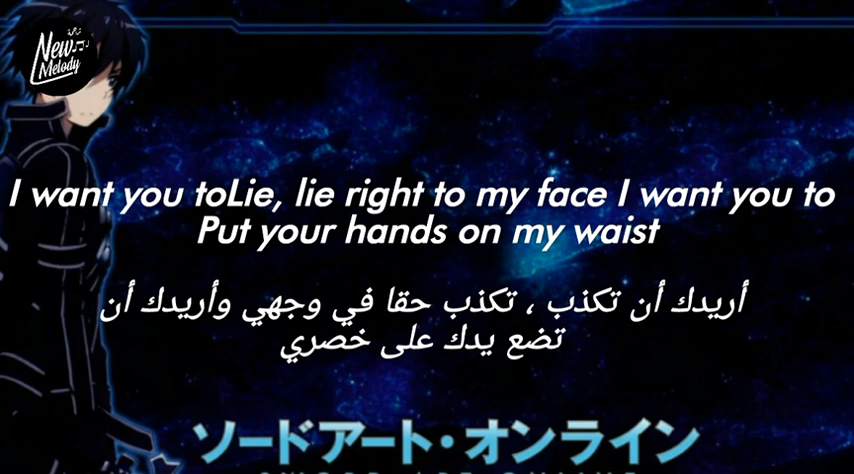 ترجمة
New
Melody
I want you toLie, lie right to my face I want you to
Put your hands on my waist
أريدك أن تكذب ، تكذب حقا في وجهي وأريدك أن
تضع يدك على خصري
ソードアート・オンライン